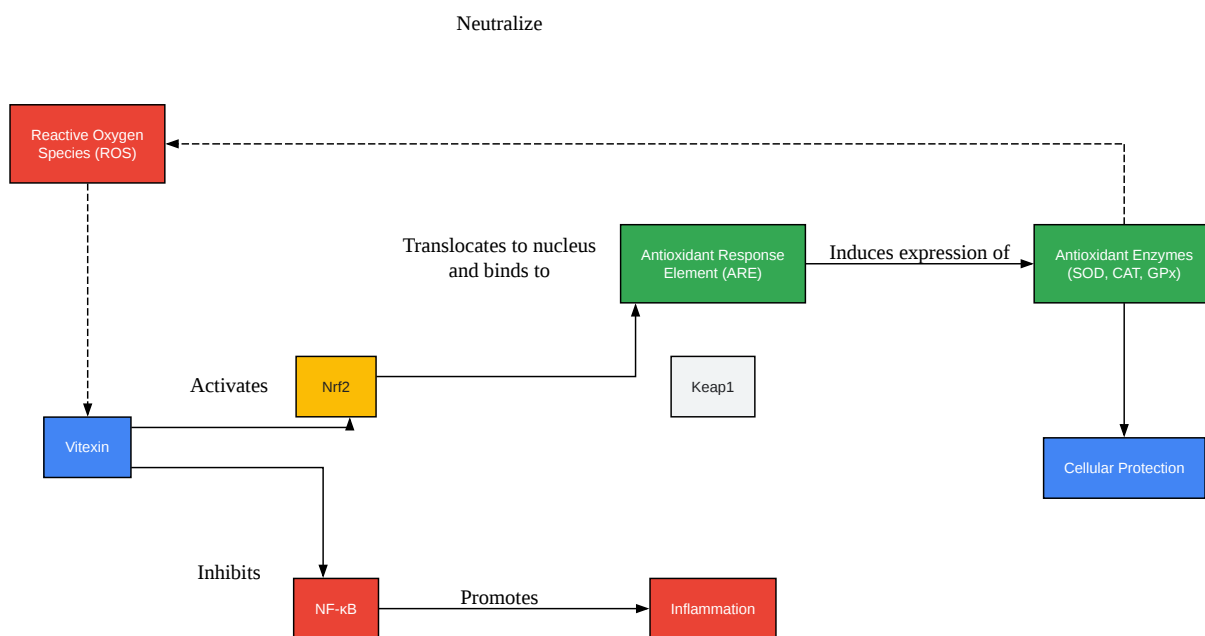 Neutralize
Reactive Oxygen
Species (ROS)
Translocates to nucleus
and binds to
Antioxidant Response
Element (ARE)
Induces expression of
Antioxidant Enzymes
(SOD, CAT, GPx)
Activates
Nrf2
Keap1
Vitexin
Cellular Protection
Inhibits
NF-κB
Promotes
Inflammation